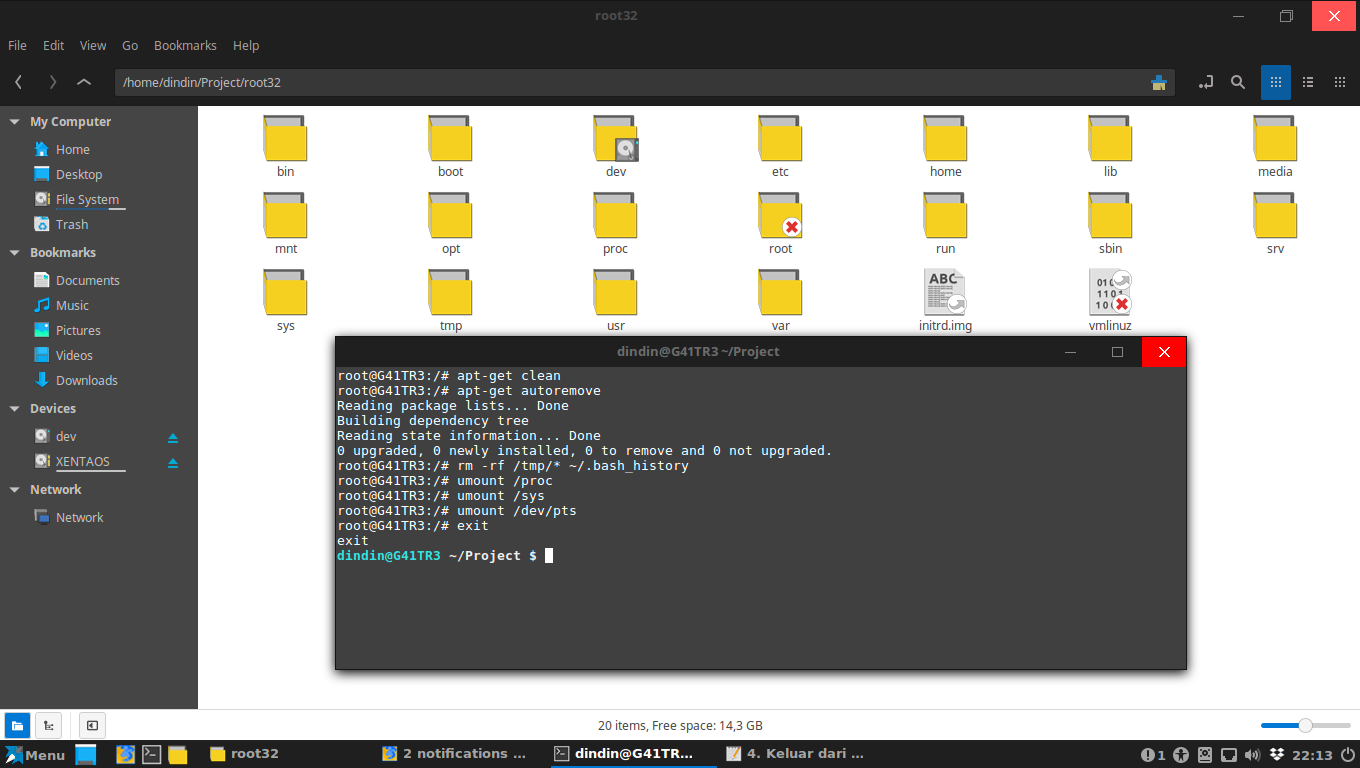 root32
File Edit View Go Bookmarks Help
/home/dindin/Project/root32
My Computer
Home
Desktop
File System
Trash
Bookmarks
Documents
Music
Pictures
Videos
Downloads
Devices
dev
XENTAOS
Network
Network
bin boot dev etc home lib media
mnt opt proc root run sbin srv
ABC
sys tmp usr var initrd.img vmlinuz
dindin@G41TR3 ~/Project
root@G41TR3:/# apt-get clean
root@G41TR3:/# apt-get autoremove
Reading package lists... Done
Building dependency tree
Reading state information... Done
0 upgraded, 0 newly installed, 0 to remove and 0 not upgraded.
root@G41TR3:/# rm -rf /tmp/* ~/.bash_history
root@G41TR3:/# umount /proc
root@G41TR3:/# umount /sys
root@G41TR3:/# umount /dev/pts
root@G41TR3:/# exit
exit
dindin@G41TR3 ~/Project $
20 items, Free space: 14,3 GB
Menu root32 2 notifications ... dindin@G41TR... 4. Keluar dari ... 1 22:13